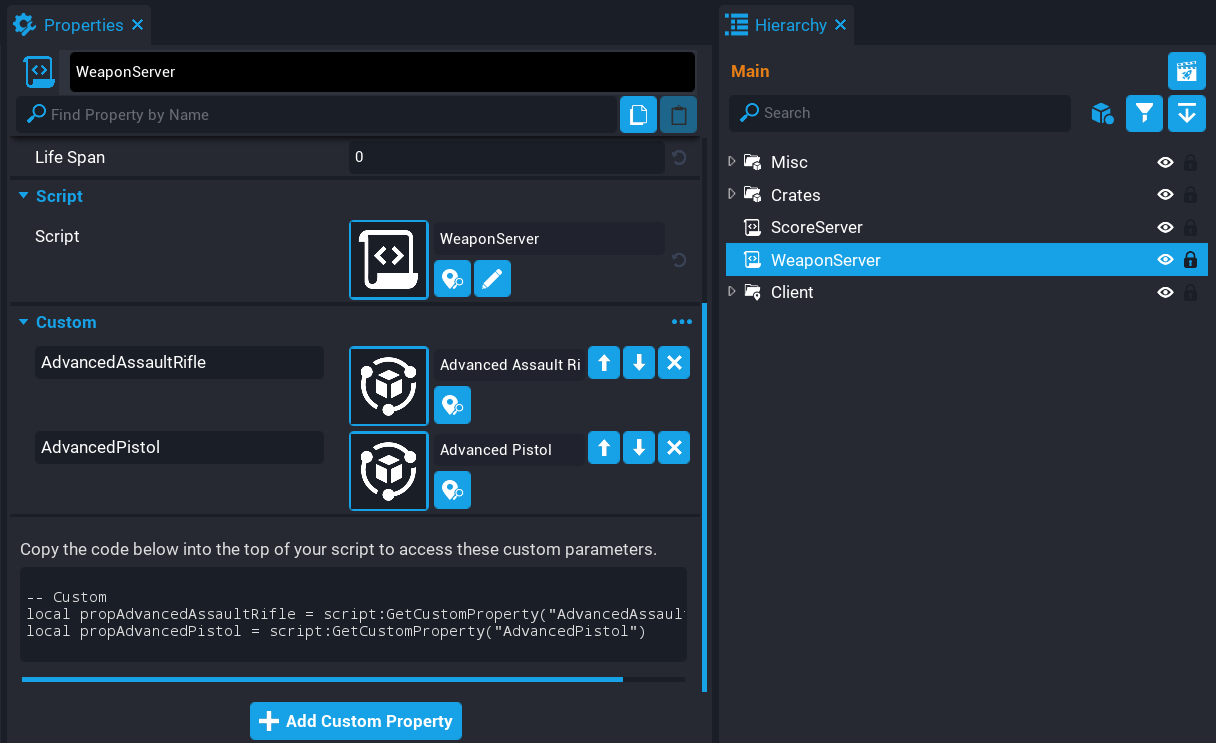 Properties
WeaponServer
Find Property by Name
Life Span
0
Script
Script
WeaponServer
Custom
AdvancedAssaultRifle
Advanced Assault Ri
AdvancedPistol
Advanced Pistol
Copy the code below into the top of your script to access these custom parameters.
-- Custom
local propAdvancedAssaultRifle = script:GetCustomProperty("AdvancedAssaul
local propAdvancedPistol = script:GetCustomProperty("AdvancedPistol")
Add Custom Property
Hierarchy
Main
Search
Misc
Crates
ScoreServer
WeaponServer
Client